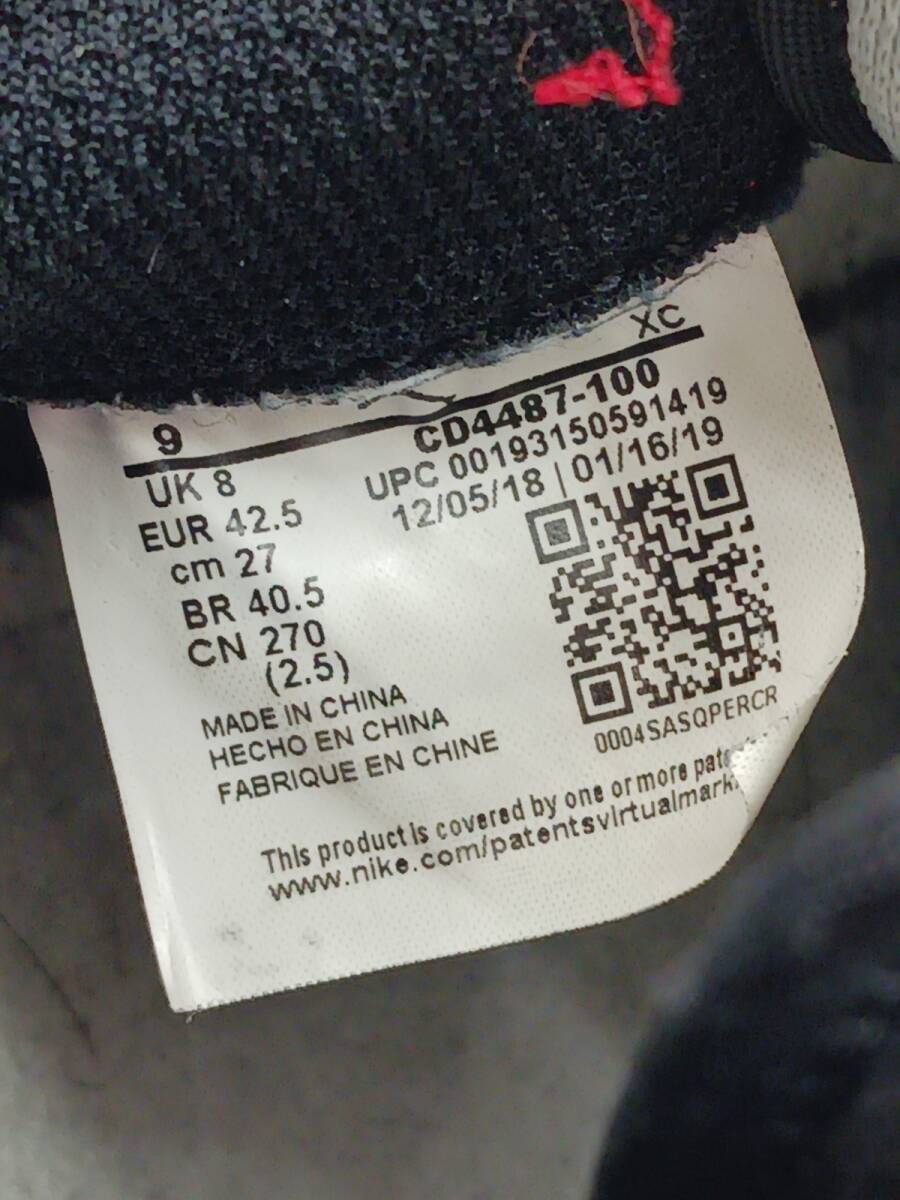 XC
9
CD4487-100
UK 8
UPC 00193150591419
EUR 42.5
12/05/18 | 01/16/19
cm 27
BR 40.5
CN 270
(2.5)
MADE IN CHINA
HECHO EN CHINA
FABRIQUE EN CHINE
0004SASQPERCR
This product is covered by one or more
www.nike.com/patentsvirtualmark